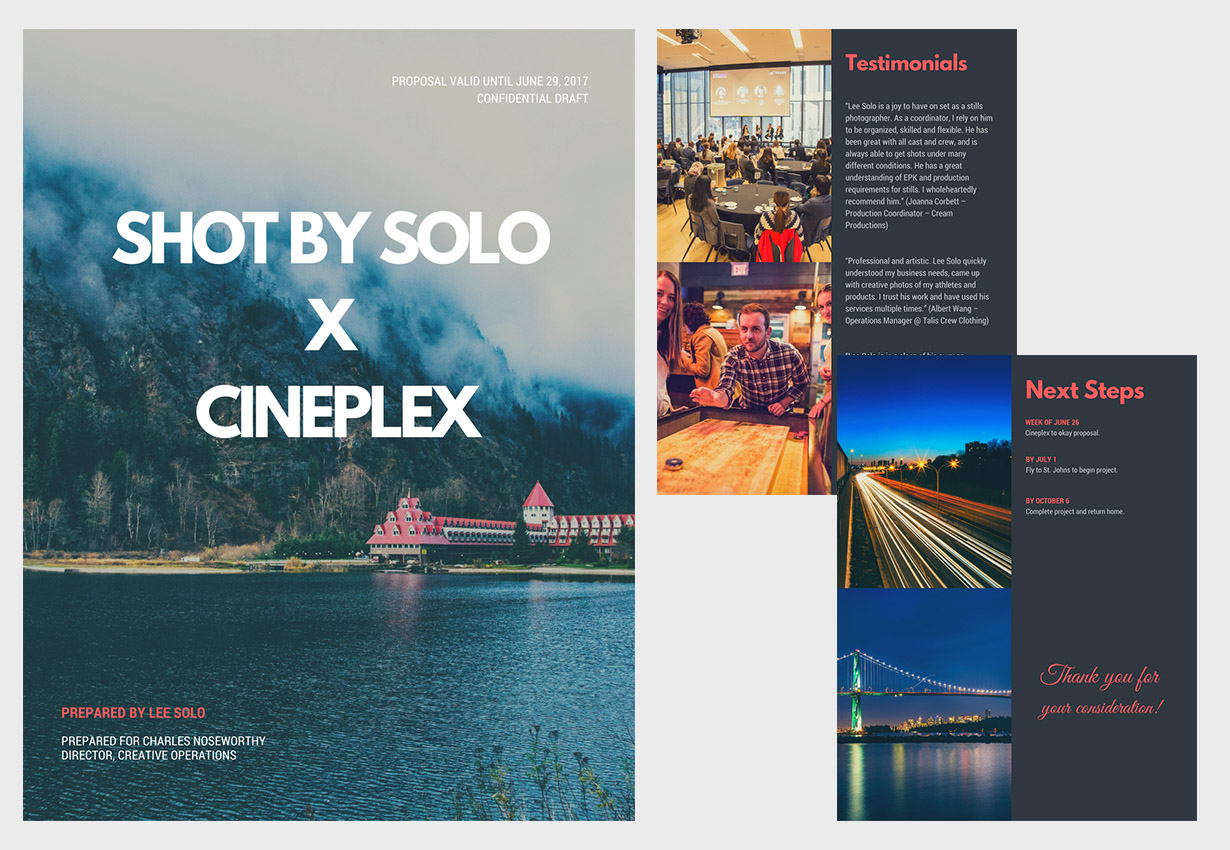 PROPOSAL VALID UNTIL JUNE 29, 2017
CONFIDENTIAL DRAFT
SHOT BY SOLO
X
CINEPLEX
PREPARED BY LEE SOLO
PREPARED FOR CHARLES NOSEWORTHY
DIRECTOR, CREATIVE OPERATIONS
Testimonials
“Lee Solo is a joy to have on set as a stills
photographer. As a coordinator, I rely on him
to be organized, skilled and flexible. He has
been great with all cast and crew, and is
always able to get shots under many
different conditions. He has a great
understanding of EPK and production
requirements for stills. I wholeheartedly
recommend him.” (Joanna Corbett –
Production Coordinator – Cream
Productions)
“Professional and artistic. Lee Solo quickly
understood my business needs, came up
with creative photos of my athletes and
products. I trust his work and have used his
services multiple times.” (Albert Wang –
Operations Manager @ Talis Crew Clothing)
Next Steps
WEEK OF JUNE 26
Cineplex to okay proposal.
BY JULY 1
Fly to St. Johns to begin project.
BY OCTOBER 6
Complete project and return home.
Thank you for
your consideration!